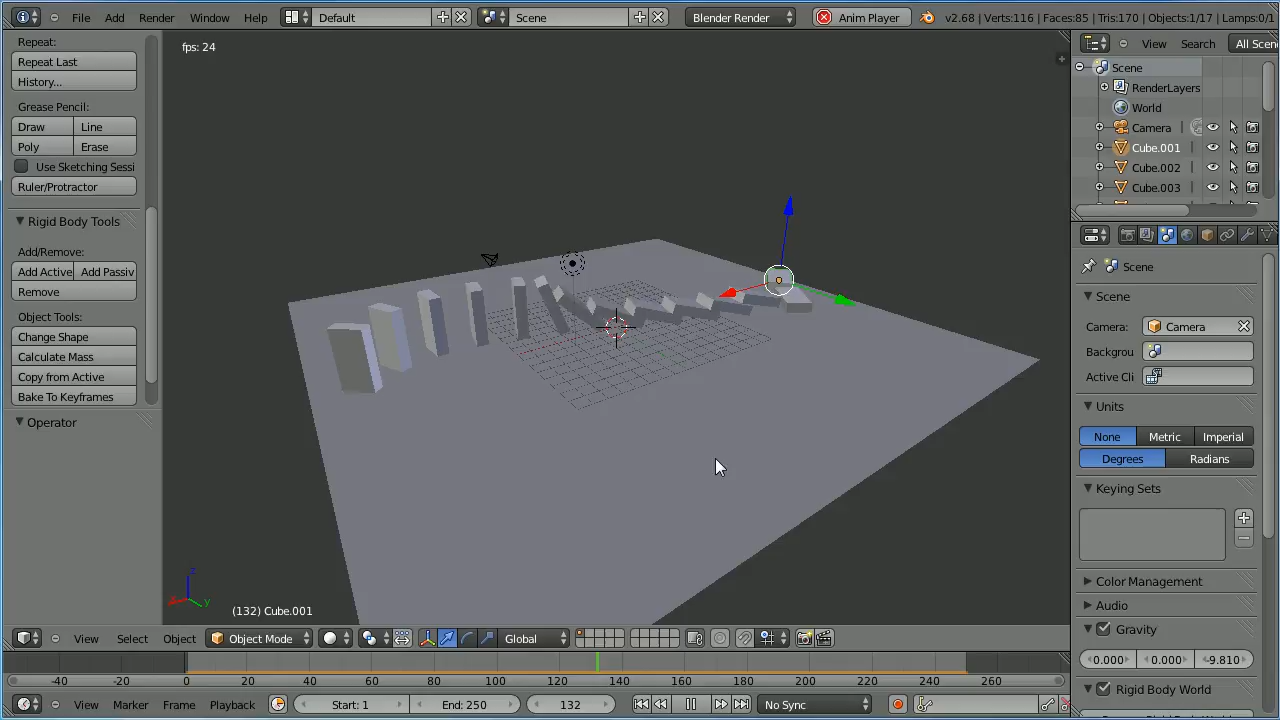 File Add Render Window Help Default Scene Blender Render Anim Player v2.68 | Verts:116 | Faces:85 | Tris:170 | Objects:1/17 | Lamps:0/1
Repeat:
Repeat Last
History...
Grease Pencil:
Draw Line
Poly Erase
Use Sketching Sessi
Ruler/Protractor
Rigid Body Tools
Add/Remove:
Add Active Add Passiv
Remove
Object Tools:
Change Shape
Calculate Mass
Copy from Active
Bake To Keyframes
Operator
fps: 24
z
x y
(132) Cube.001
View Search All Scen
Scene
RenderLayers
World
Camera
Cube.001
Cube.002
Cube.003
Scene
Scene
Camera: Camera
Backgrou
Active Cli
Units
None Metric Imperial
Degrees Radians
Keying Sets
Color Management
Audio
Gravity
0.000 0.000 -9.810
Rigid Body World
View Select Object Object Mode Global
-40 -20 0 20 40 60 80 100 120 140 160 180 200 220 240 260
View Marker Frame Playback Start: 1 End: 250 132 No Sync